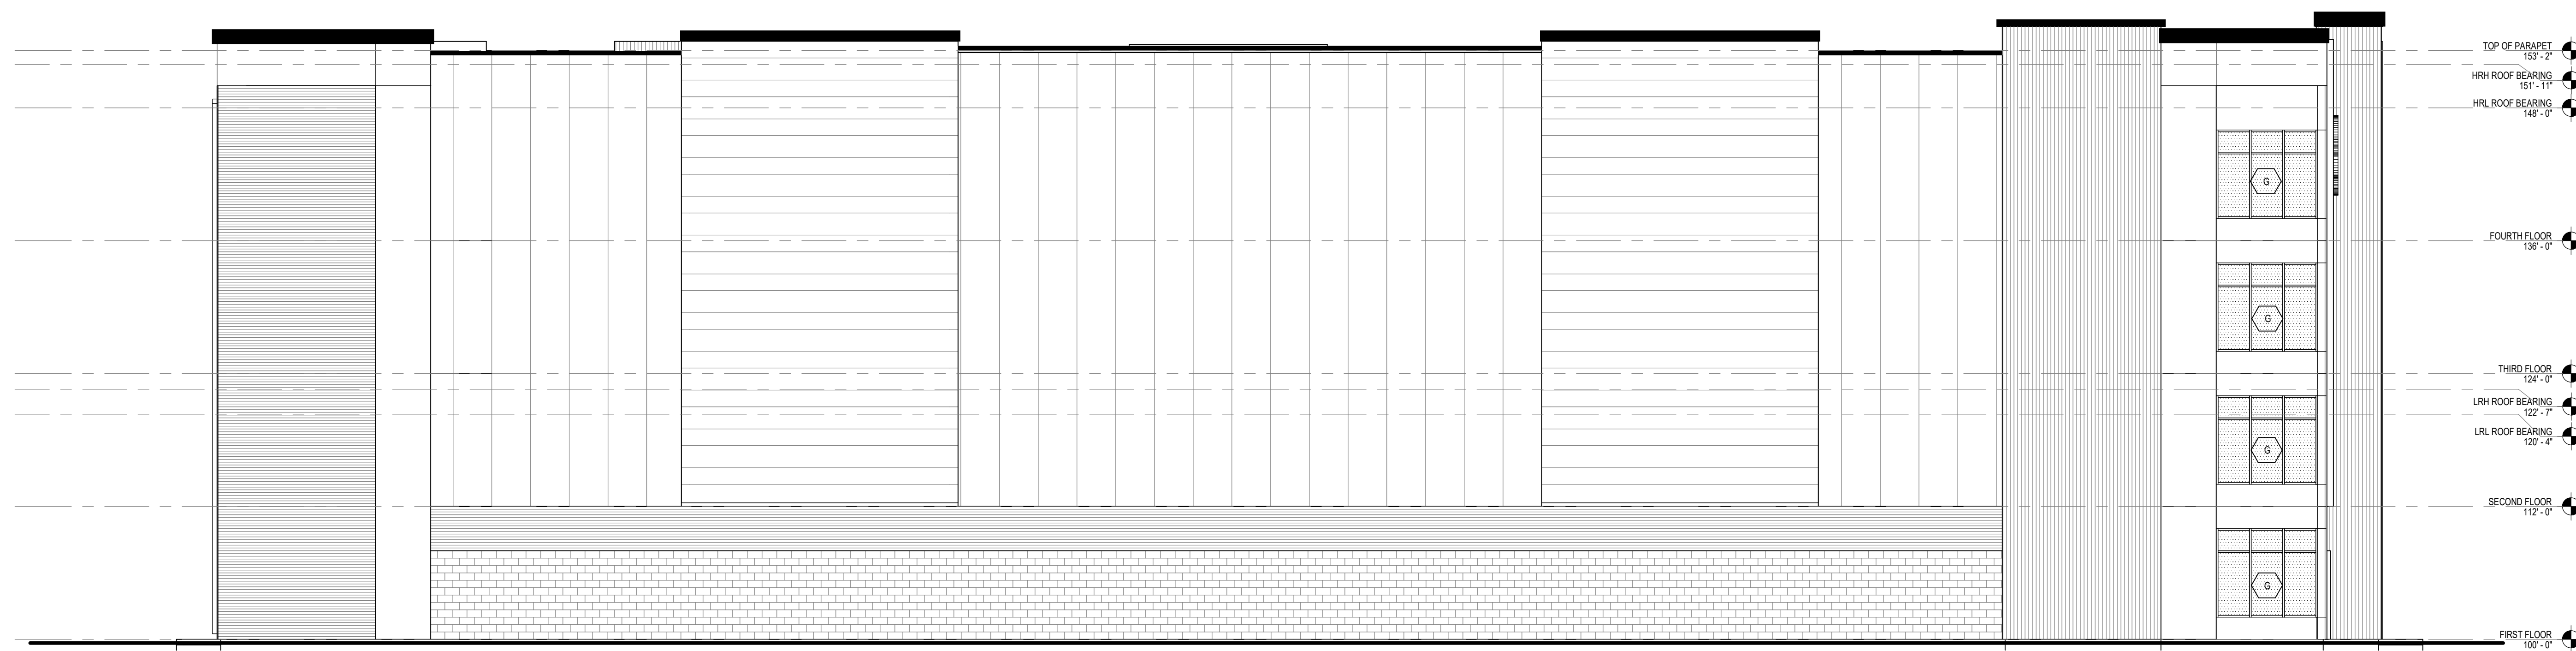 TOP OF PARAPET
153' - 2"
HRH ROOF BEARING
151' - 11"
HRL ROOF BEARING
148' - 0"
G
FOURTH FLOOR
136' - 0"
G
THIRD FLOOR
124' - 0"
LRH ROOF BEARING
122' - 7"
LRL ROOF BEARING
120' - 4"
G
SECOND FLOOR
112' - 0"
G
FIRST FLOOR
100' - 0"